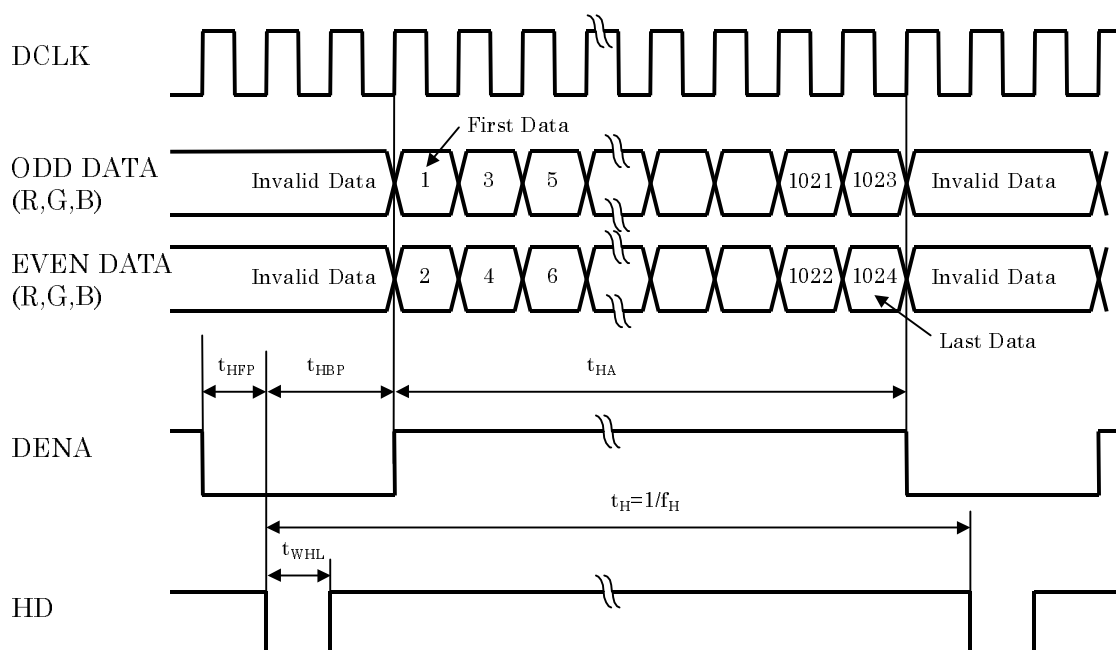 DCLK
First Data
ODD DATA
(R,G,B)
Invalid Data 1 3 5 1021 1023 Invalid Data
EVEN DATA
(R,G,B)
Invalid Data 2 4 6 1022 1024 Invalid Data
Last Data
tHFP tHBP tHA
DENA
tH=1/fH
tWHL
HD